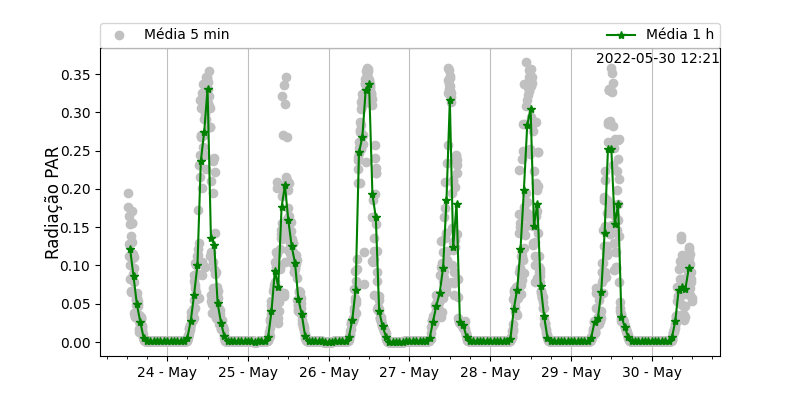 Média 5 min
Média 1 h
2022-05-30 12:21
Radiação PAR
0.35
0.30
0.25
0.20
0.15
0.10
0.05
0.00
24 - May
25 - May
26 - May
27 - May
28 - May
29 - May
30 - May